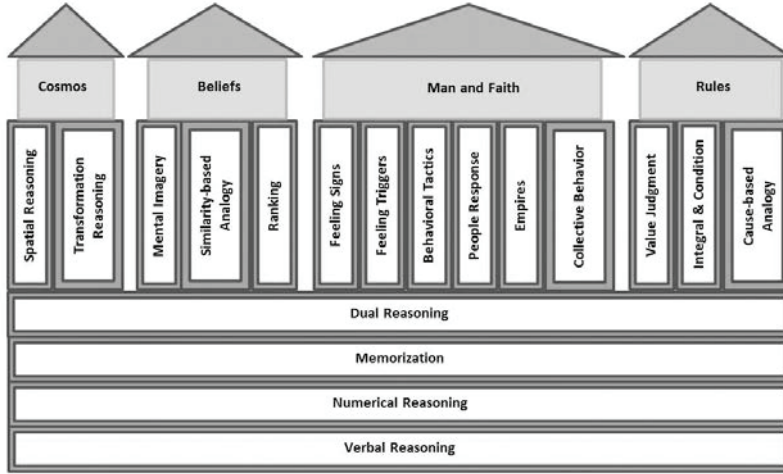 Cosmos
Beliefs
Man and Faith
Rules
Spatial Reasoning
Transformation
Reasoning
Mental Imagery
Similarity-based
Analogy
Ranking
Feeling Signs
Feeling Triggers
Behavioral Tactics
People Response
Empires
Collective Behavior
Value Judgment
Integral & Condition
Cause-based
Analogy
Dual Reasoning
Memorization
Numerical Reasoning
Verbal Reasoning